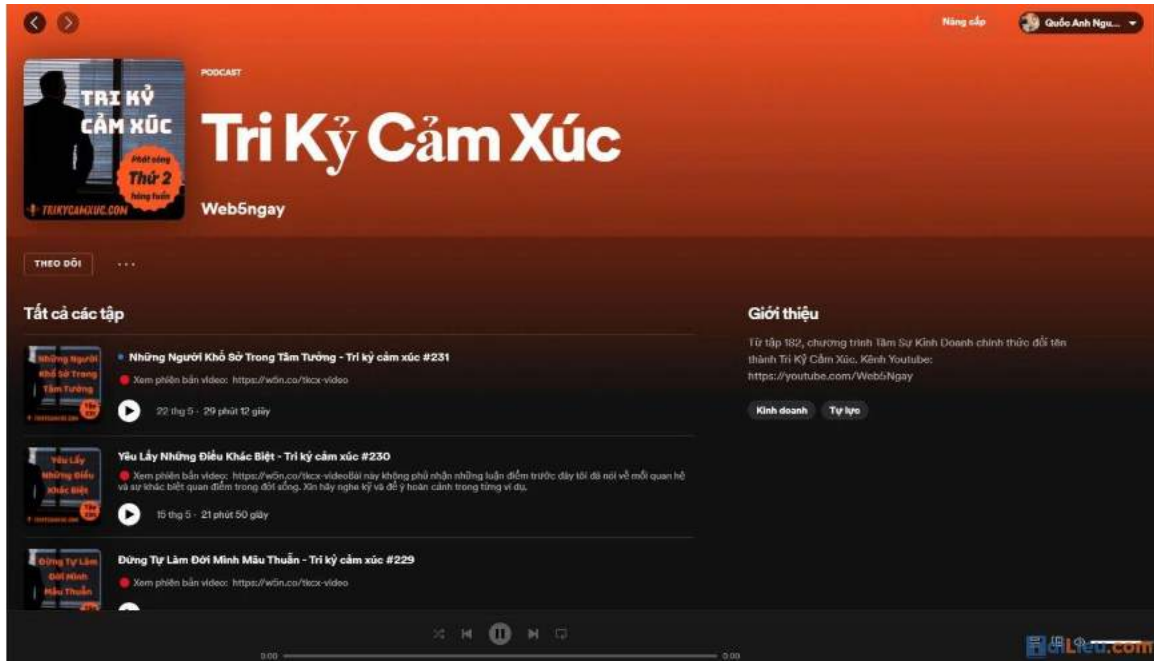 Nâng cấp
Quốc Anh Ngu...
TRI KỶ
CẢM XÚC
Phát sóng
Thứ 2
hàng tuần
TRIKYCAMXUC.COM
PODCAST
Tri Kỷ Cảm Xúc
Web5ngay
THEO DÕI
Tất cả các tập
Những Người
Khổ Sở Trong
Tâm Tưởng
Những Người Khổ Sở Trong Tâm Tưởng - Tri kỷ cảm xúc #231
Xem phiên bản video: https://w5n.co/tkcx-video
22 thg 5 · 29 phút 12 giây
Yêu Lấy
Những Điều
Khác Biệt
Yêu Lấy Những Điều Khác Biệt - Tri kỷ cảm xúc #230
Xem phiên bản video: https://w5n.co/tkcx-videoBài này không phủ nhận những luận điểm trước đây tôi đã nói về mối quan hệ
và sự khác biệt quan điểm trong đời sống. Xin hãy nghe kỹ và để ý hoàn cảnh trong từng ví dụ.
15 thg 5 · 21 phút 50 giây
Đừng Tự Làm
Đời Mình
Mâu Thuẫn
Đừng Tự Làm Đời Mình Mâu Thuẫn - Tri kỷ cảm xúc #229
Xem phiên bản video: https://w5n.co/tkcx-video
Giới thiệu
Từ tập 182, chương trình Tâm Sự Kinh Doanh chính thức đổi tên
thành Tri Kỷ Cảm Xúc. Kênh Youtube:
https://youtube.com/Web5Ngay
Kinh doanh
Tự lực
0:00
0:00